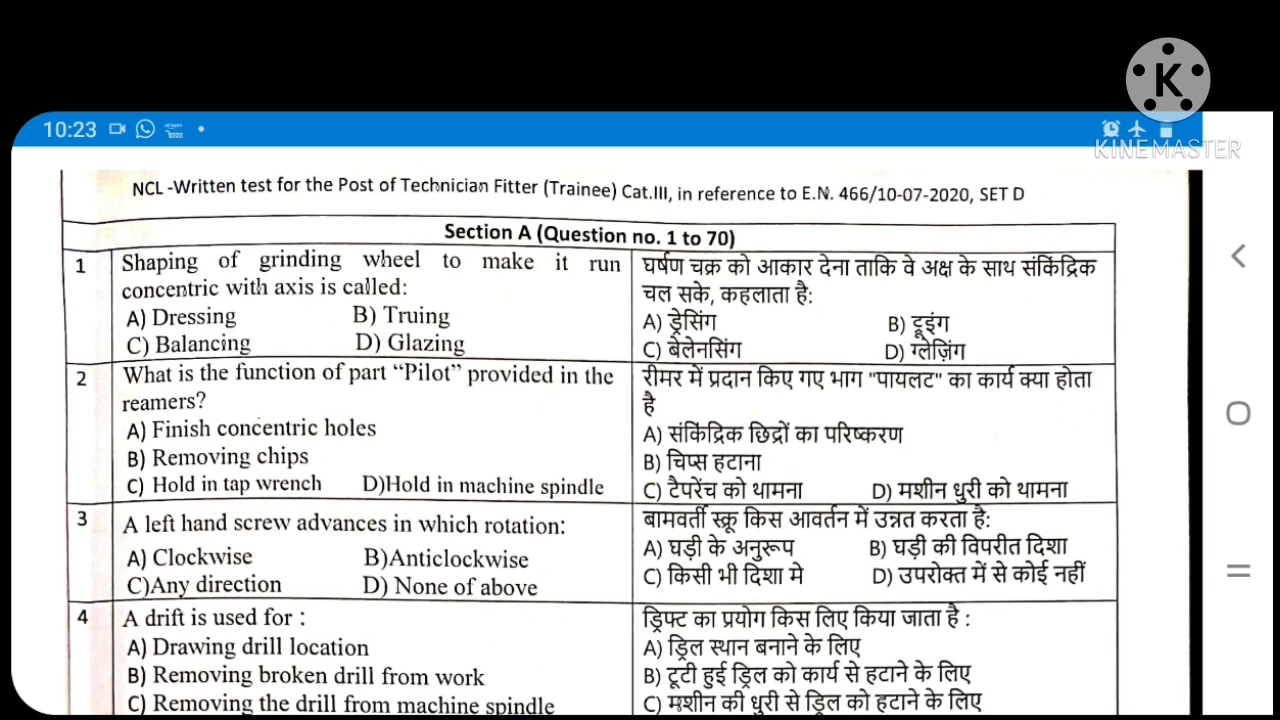 K
KINEMASTER
10:23
NCL -Written test for the Post of Technician Fitter (Trainee) Cat.III, in reference to E.N. 466/10-07-2020, SET D
Section A (Question no. 1 to 70)
1
Shaping of grinding wheel to make it run
concentric with axis is called:
A) Dressing B) Truing
C) Balancing D) Glazing
घर्षण चक्र को आकार देना ताकि वे अक्ष के साथ संकिंद्रिक
चल सके, कहलाता है:
A) ड्रेसिंग B) ट्रूइंग
C) बेलेनसिंग D) ग्लेज़िंग
2
What is the function of part “Pilot” provided in the
reamers?
A) Finish concentric holes
B) Removing chips
C) Hold in tap wrench D)Hold in machine spindle
रीमर में प्रदान किए गए भाग "पायलट" का कार्य क्या होता
है
A) संकिंद्रिक छिद्रों का परिष्करण
B) चिप्स हटाना
C) टैपरेंच को थामना D) मशीन धुरी को थामना
3
A left hand screw advances in which rotation:
A) Clockwise B)Anticlockwise
C)Any direction D) None of above
बामवर्ती स्क्रू किस आवर्तन में उन्नत करता है:
A) घड़ी के अनुरूप B) घड़ी की विपरीत दिशा
C) किसी भी दिशा मे D) उपरोक्त में से कोई नहीं
4
A drift is used for :
A) Drawing drill location
B) Removing broken drill from work
C) Removing the drill from machine spindle
ड्रिफ्ट का प्रयोग किस लिए किया जाता है :
A) ड्रिल स्थान बनाने के लिए
B) टूटी हुई ड्रिल को कार्य से हटाने के लिए
C) मशीन की धुरी से ड्रिल को हटाने के लिए